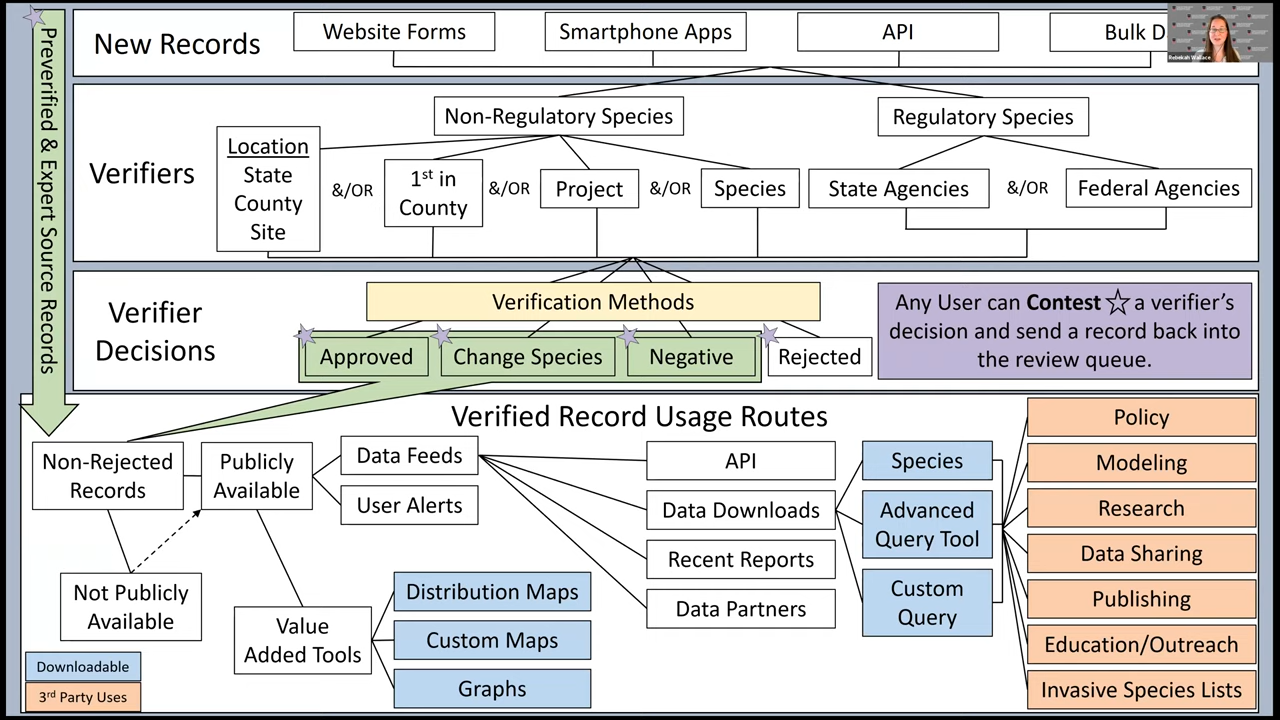 Preverified & Expert Source Records
New Records
Website Forms
Smartphone Apps
API
Bulk D
Rebekah Wallace
Verifiers
Non-Regulatory Species
Regulatory Species
Location
State
County
Site
&/OR
1st in
County
&/OR
Project
&/OR
Species
State Agencies
&/OR
Federal Agencies
Verifier
Decisions
Verification Methods
Approved
Change Species
Negative
Rejected
Any User can Contest ☆ a verifier's
decision and send a record back into
the review queue.
Verified Record Usage Routes
Non-Rejected
Records
Publicly
Available
Not Publicly
Available
Data Feeds
User Alerts
Value
Added Tools
Distribution Maps
Custom Maps
Graphs
API
Data Downloads
Recent Reports
Data Partners
Species
Advanced
Query Tool
Custom
Query
Policy
Modeling
Research
Data Sharing
Publishing
Education/Outreach
Invasive Species Lists
Downloadable
3rd Party Uses